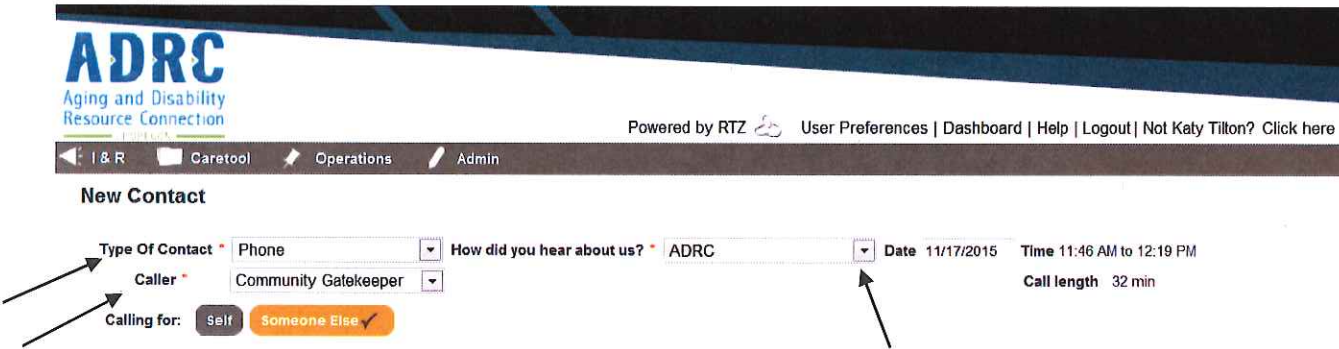 ADRC
Aging and Disability
Resource Connection
OREGON
Powered by RTZ User Preferences | Dashboard | Help | Logout | Not Katy Tilton? Click here
I & R Caretool Operations Admin
New Contact
Type Of Contact * Phone How did you hear about us? * ADRC Date 11/17/2015 Time 11:46 AM to 12:19 PM
Caller * Community Gatekeeper Call length 32 min
Calling for: Self Someone Else ✓